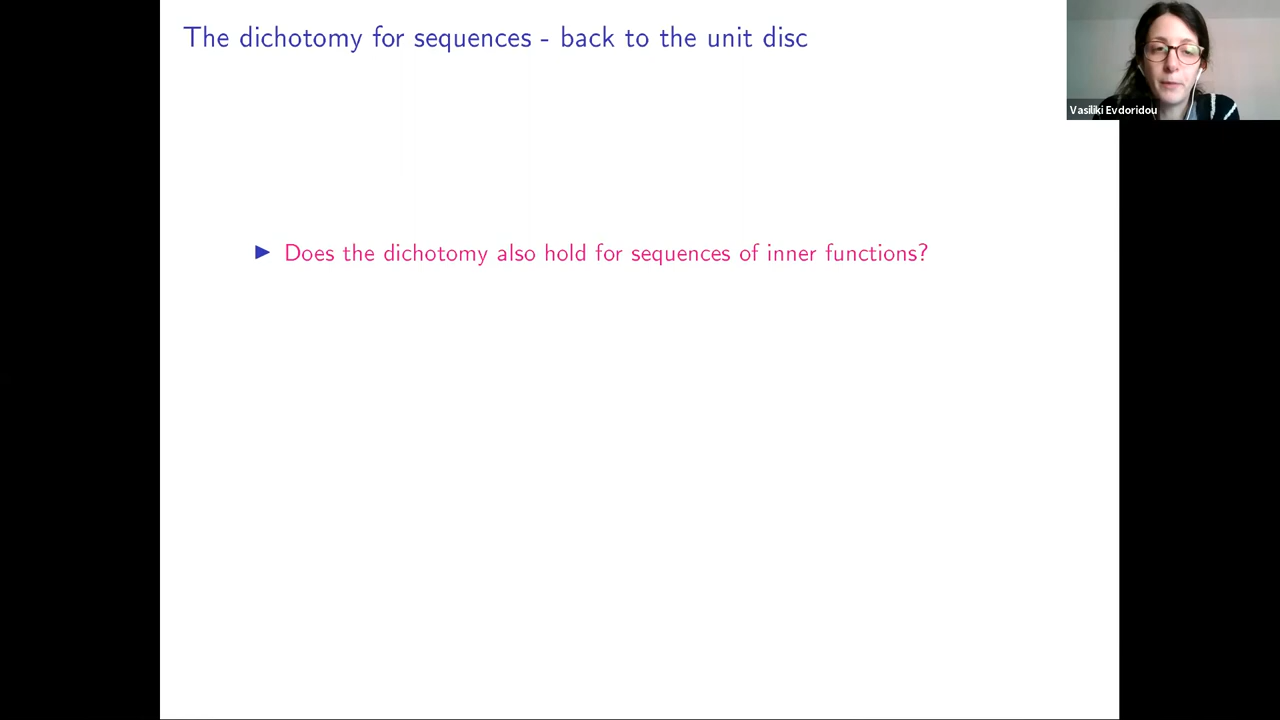 The dichotomy for sequences - back to the unit disc
Vasiliki Evdoridou
▶ Does the dichotomy also hold for sequences of inner functions?